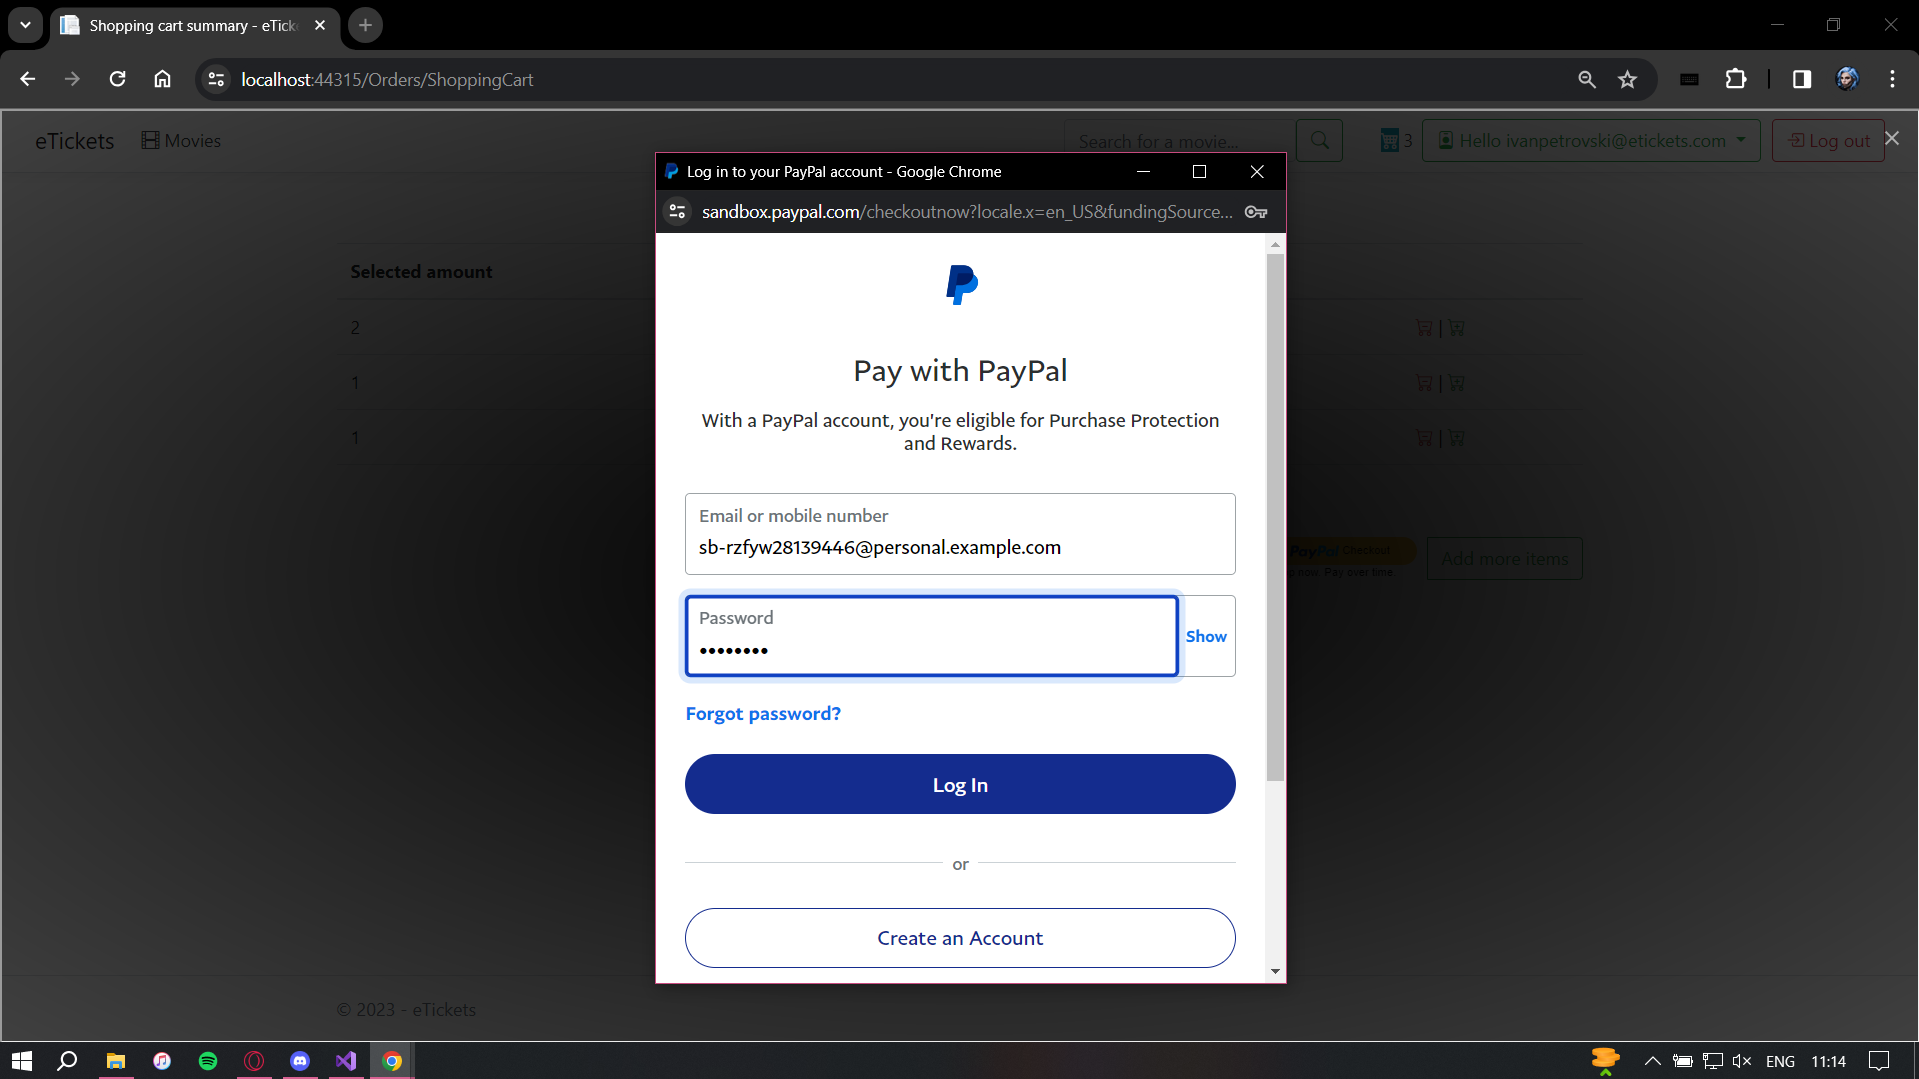 Shopping cart summary - eTick
localhost:44315/Orders/ShoppingCart
eTickets
Movies
Search for a movie...
3
Hello ivanpetrovski@etickets.com
Log out
Log in to your PayPal account - Google Chrome
sandbox.paypal.com/checkoutnow?locale.x=en_US&fundingSource...
Selected amount
2
|
1
|
1
|
Pay with PayPal
With a PayPal account, you're eligible for Purchase Protection
and Rewards.
Email or mobile number
sb-rzfyw28139446@personal.example.com
Password
••••••••
Show
Forgot password?
Log In
or
Create an Account
PayPal Checkout
now. Pay over time.
Add more items
© 2023 - eTickets
ENG
11:14